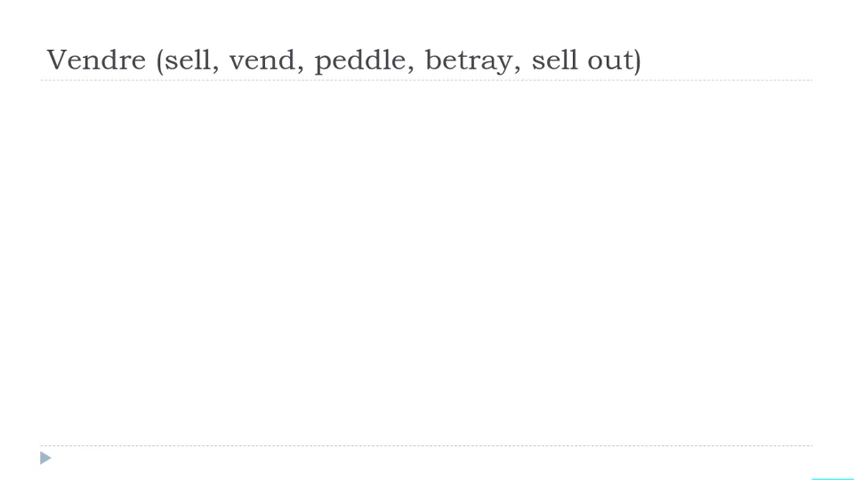 Vendre (sell, vend, peddle, betray, sell out)